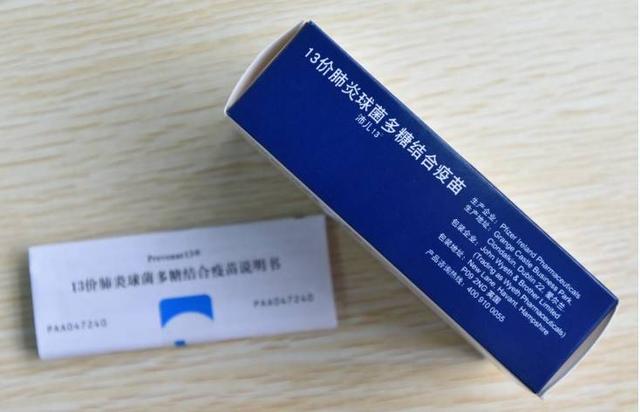 13价肺炎球菌多糖结合疫苗
沛儿13
生产企业：Pfizer Ireland Pharmaceuticals
生产地址：Grange Castle Business Park,
Clondalkin, Dublin 22, 爱尔兰
包装企业：John Wyeth & Brother Limited
(Trading as Wyeth Pharmaceuticals)
包装地址：New Lane, Havant, Hampshire
PO9 2NG 英国
产品咨询热线：400 910 0055
Prevenar13®
13价肺炎球菌多糖结合疫苗说明书
PAA047240
PAA047240